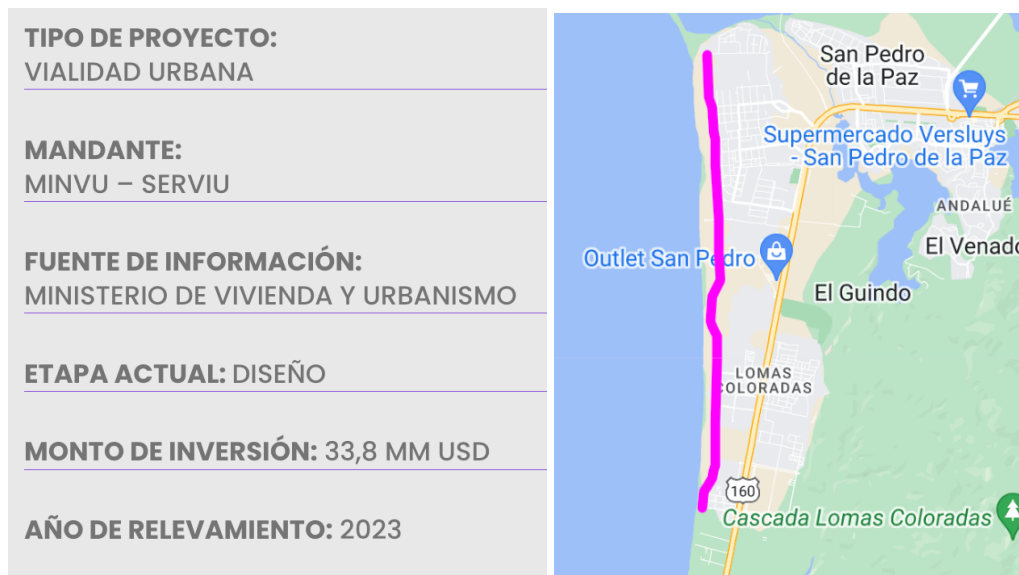 TIPO DE PROYECTO:
VIALIDAD URBANA
MANDANTE:
MINVU – SERVIU
FUENTE DE INFORMACIÓN:
MINISTERIO DE VIVIENDA Y URBANISMO
ETAPA ACTUAL: DISEÑO
MONTO DE INVERSIÓN: 33,8 MM USD
AÑO DE RELEVAMIENTO: 2023
San Pedro
de la Paz
Supermercado Versluys
- San Pedro de la Paz
ANDALUÉ
El Venado
Outlet San Pedro
El Guindo
LOMAS
COLORADAS
160
Cascada Lomas Coloradas